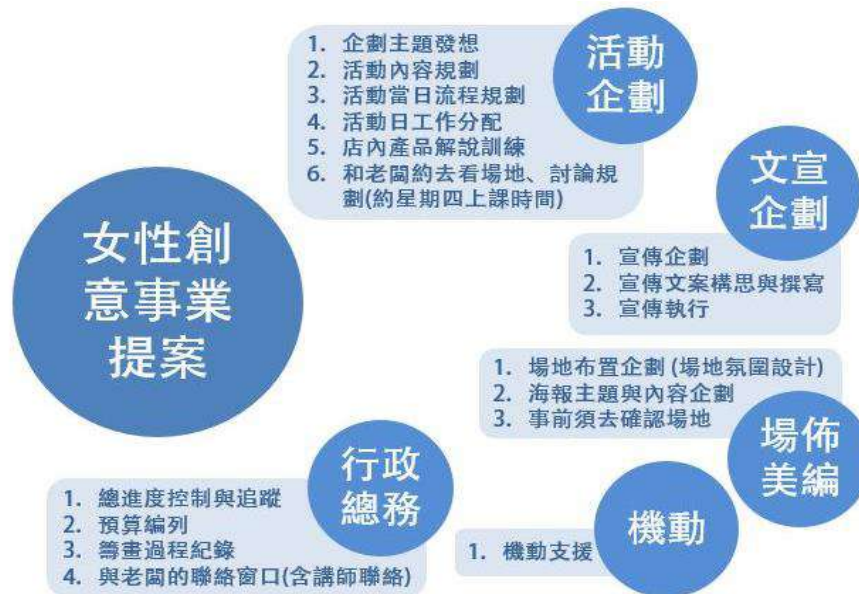 女性創
意事業
提案
活動
企劃
1. 企劃主題發想
2. 活動內容規劃
3. 活動當日流程規劃
4. 活動日工作分配
5. 店內產品解說訓練
6. 和老闆約去看場地、討論規
劃(約星期四上課時間)
文宣
企劃
1. 宣傳企劃
2. 宣傳文案構思與撰寫
3. 宣傳執行
場佈
美編
1. 場地布置企劃 (場地氛圍設計)
2. 海報主題與內容企劃
3. 事前須去確認場地
機動
1. 機動支援
行政
總務
1. 總進度控制與追蹤
2. 預算編列
3. 籌畫過程紀錄
4. 與老闆的聯絡窗口(含講師聯絡)